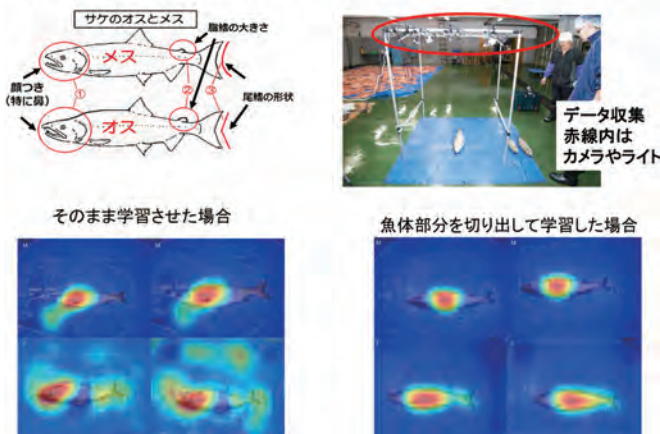 サケのオスとメス
脂鰭の大きさ
メス
顔つき
(特に鼻)
①
②
③
尾鰭の形状
オス
データ収集
赤線内は
カメラやライト
そのまま学習させた場合
魚体部分を切り出して学習した場合
M
M
M
M
F